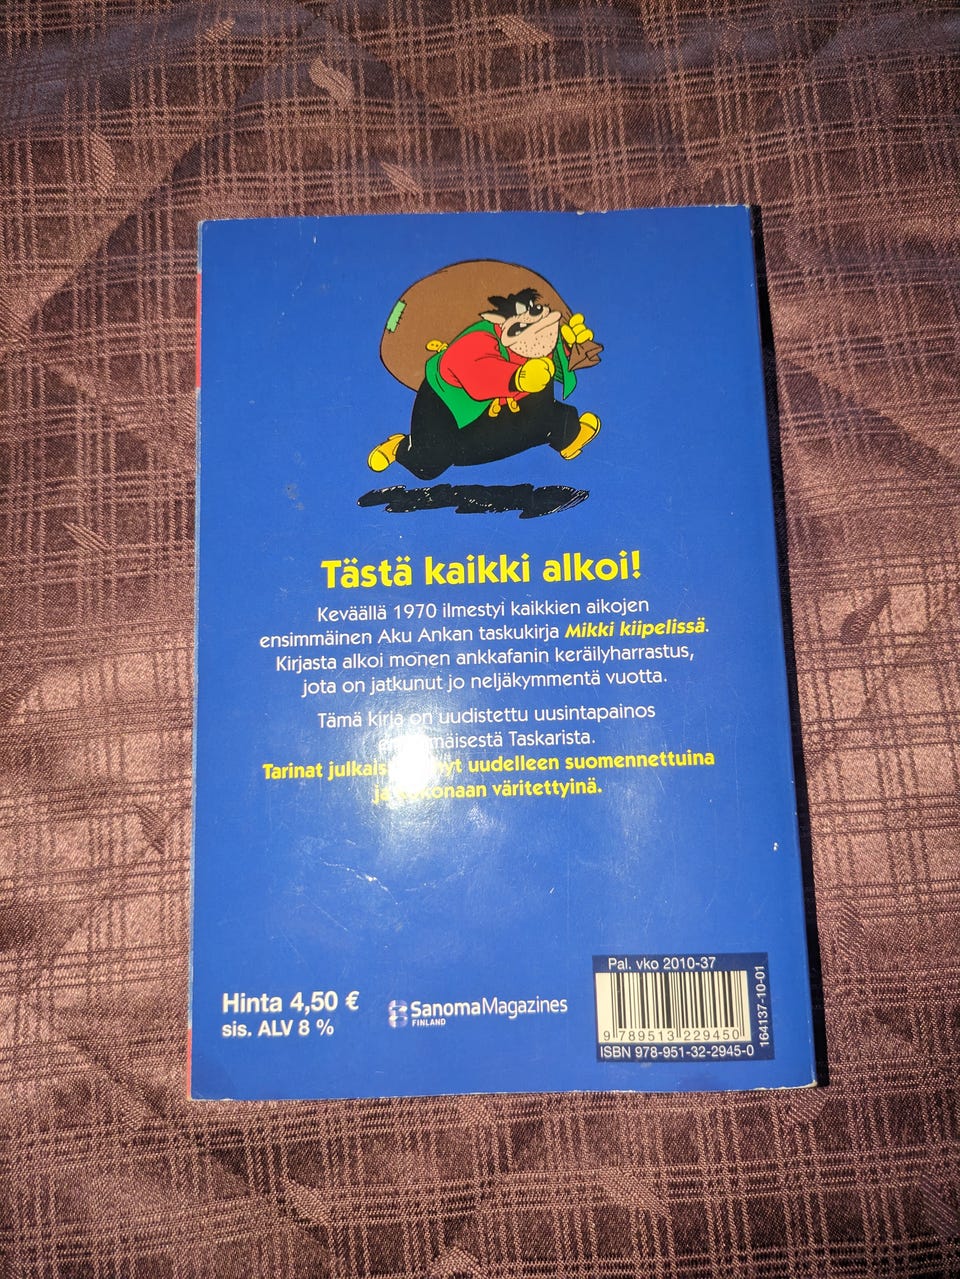 Tästä kaikki alkoi!
Keväällä 1970 ilmestyi kaikkien aikojen
ensimmäinen Aku Ankan taskukirja Mikki kiipelissä.
Kirjasta alkoi monen ankkafanin keräilyharrastus,
jota on jatkunut jo neljäkymmentä vuotta.
Tämä kirja on uudistettu uusintapainos
Taskarista.
Tarinat uudelleen suomennettuina
väritettyinä.
Hinta 4,50 €
sis. ALV 8 %
SanomaMagazines
FINLAND
Pal. vko 2010-37
9 789513 229450
ISBN 978-951-32-2945-0
164137-10-01